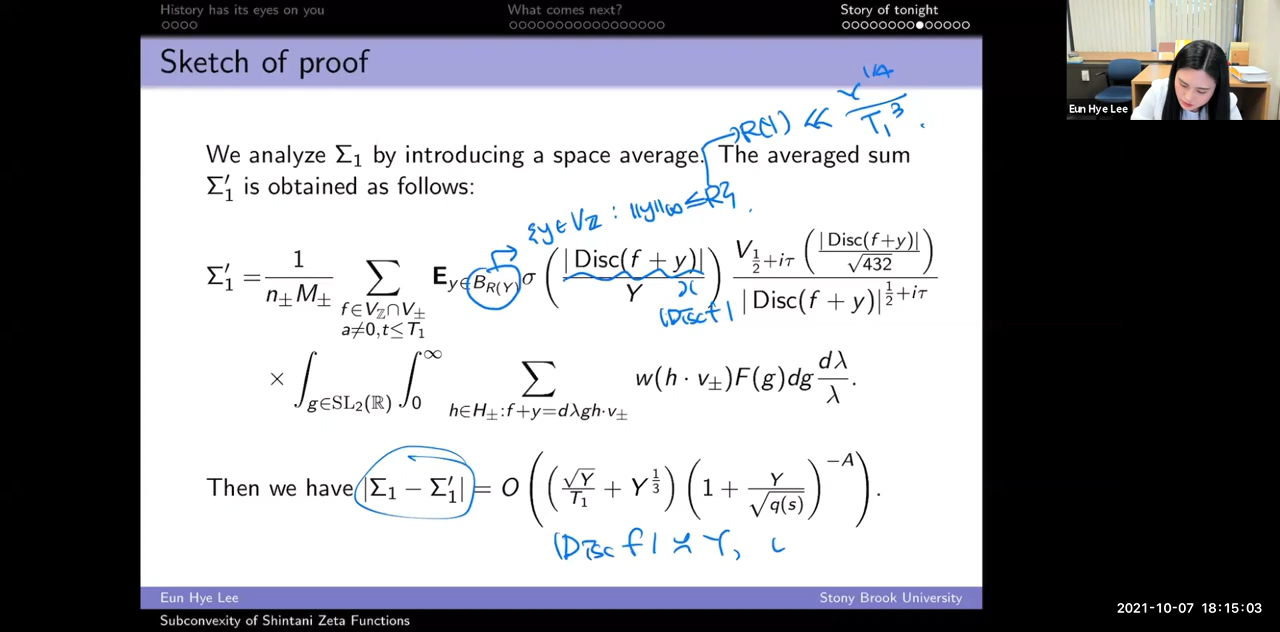 History has its eyes on you
What comes next?
Story of tonight
Sketch of proof
R(Y) ≪ Y^{1/4} / T_1^3 .
We analyze Σ_1 by introducing a space average. The averaged sum
Σ′_1 is obtained as follows:
{y ∈ V_ℤ : ||y||_∞ ≤ R} .
Σ′_1 = 1/(n_± M_±) ∑_{f∈V_ℤ∩V_±, a≠0, t≤T_1} E_{y∈B_{R(Y)}} σ ( |Disc(f + y)| / Y ) V_{1/2+iτ} ( |Disc(f+y)| / √432 ) / |Disc(f + y)|^{1/2+iτ}
|Disc f|
× ∫_{g∈SL_2(ℝ)} ∫_0^∞ ∑_{h∈H_±: f+y=dλgh·v_±} w(h · v_±)F(g)dg dλ/λ .
Then we have |Σ_1 − Σ′_1| = O ( ( √Y/T_1 + Y^{1/3} ) ( 1 + Y/√q(s) )^{−A} ) .
|Disc f| ≍ Y,
Eun Hye Lee
Stony Brook University
Subconvexity of Shintani Zeta Functions
Eun Hye Lee
2021-10-07 18:15:03